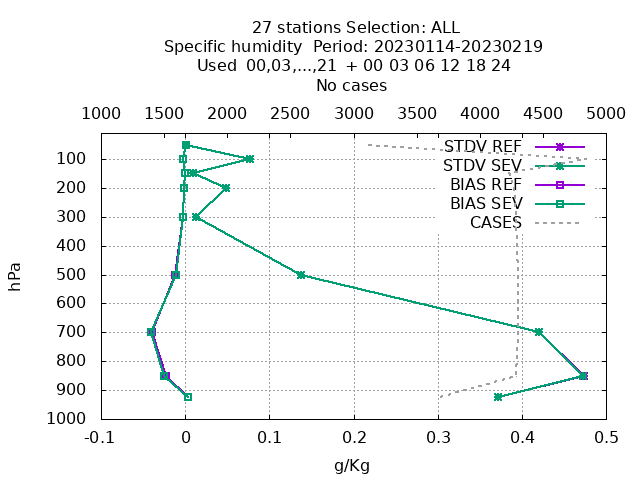 27 stations Selection: ALL
Specific humidity  Period: 20230114-20230219
Used  00,03,...,21  + 00 03 06 12 18 24
No cases
1000 1500 2000 2500 3000 3500 4000 4500 5000
STDV REF
STDV SEV
BIAS REF
BIAS SEV
CASES
100
200
300
400
500
600
700
800
900
1000
hPa
-0.1 0 0.1 0.2 0.3 0.4 0.5
g/Kg